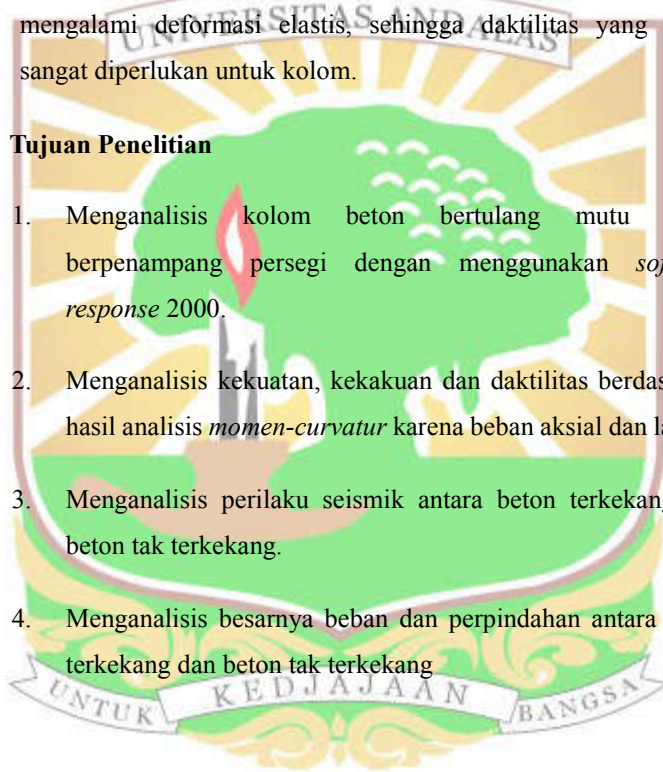 mengalami deformasi elastis, sehingga daktilitas yang
UNIVERSITAS ANDALAS
sangat diperlukan untuk kolom.
Tujuan Penelitian
1. Menganalisis kolom beton bertulang mutu
berpenampang persegi dengan menggunakan
response 2000.
2. Menganalisis kekuatan, kekakuan dan daktilitas
hasil analisis momen-curvatur karena beban aksial dan
3. Menganalisis perilaku seismik antara beton
beton tak terkekang.
4. Menganalisis besarnya beban dan perpindahan antara
terkekang dan beton tak terkekang
UNTUK KEDJAJAAN BANGSA